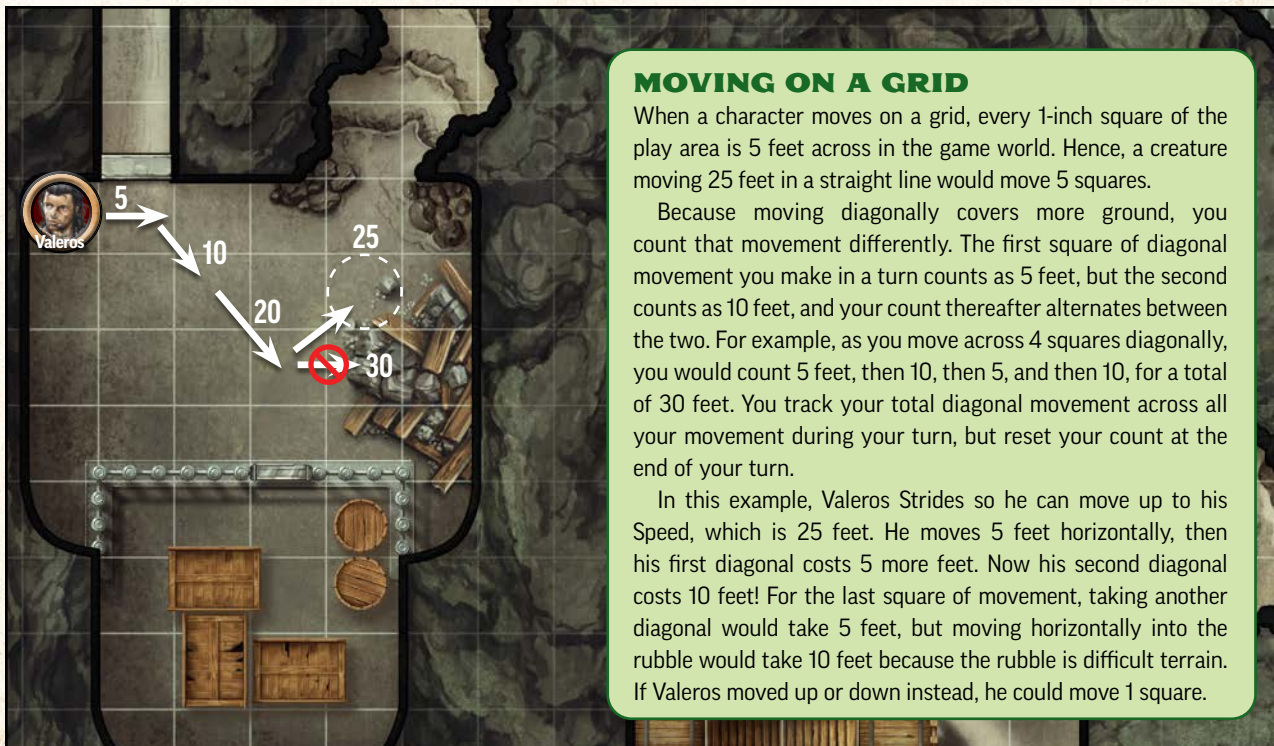 Valeros
5
10
20
25
30
MOVING ON A GRID
When a character moves on a grid, every 1-inch square of the
play area is 5 feet across in the game world. Hence, a creature
moving 25 feet in a straight line would move 5 squares.
Because moving diagonally covers more ground, you
count that movement differently. The first square of diagonal
movement you make in a turn counts as 5 feet, but the second
counts as 10 feet, and your count thereafter alternates between
the two. For example, as you move across 4 squares diagonally,
you would count 5 feet, then 10, then 5, and then 10, for a total
of 30 feet. You track your total diagonal movement across all
your movement during your turn, but reset your count at the
end of your turn.
In this example, Valeros Strides so he can move up to his
Speed, which is 25 feet. He moves 5 feet horizontally, then
his first diagonal costs 5 more feet. Now his second diagonal
costs 10 feet! For the last square of movement, taking another
diagonal would take 5 feet, but moving horizontally into the
rubble would take 10 feet because the rubble is difficult terrain.
If Valeros moved up or down instead, he could move 1 square.